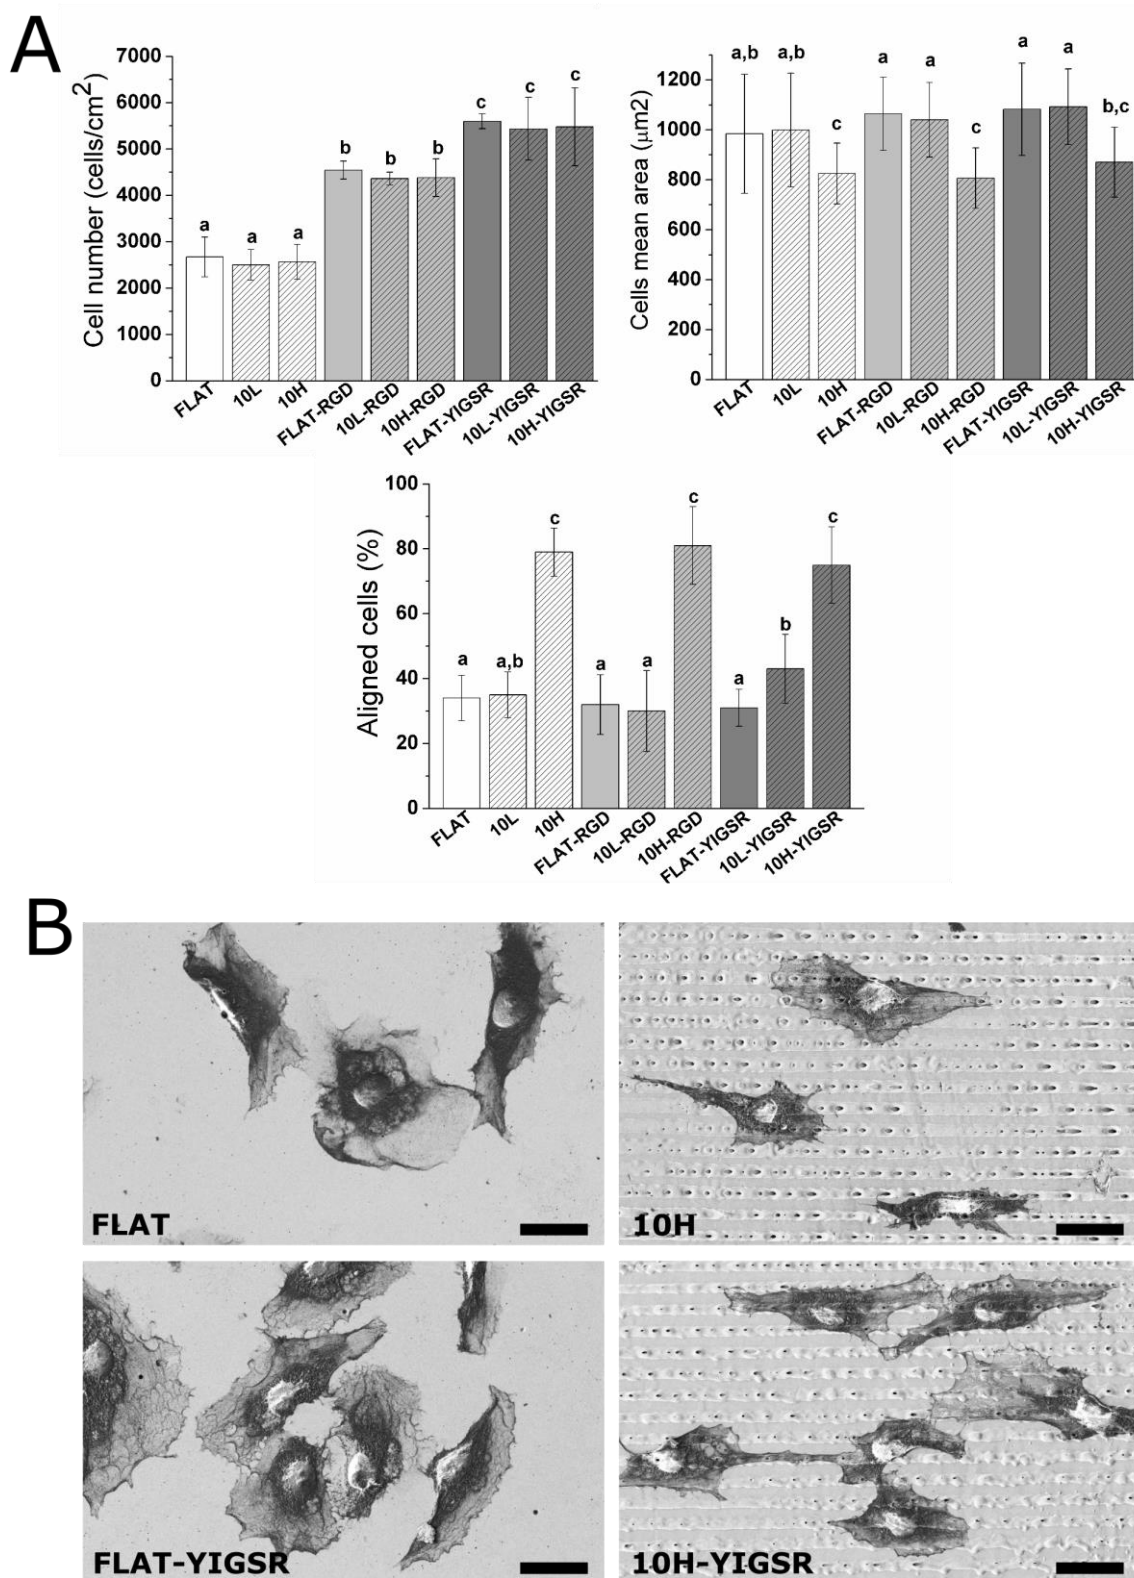 A
Cell number (cells/cm²)
7000
6000
5000
4000
3000
2000
1000
0
a
a
a
b
b
b
c
c
c
FLAT
10L
10H
FLAT-RGD
10L-RGD
10H-RGD
FLAT-YIGSR
10L-YIGSR
10H-YIGSR
Cells mean area (μm2)
1200
1000
800
600
400
200
0
a,b
a,b
c
a
a
c
a
a
b,c
FLAT
10L
10H
FLAT-RGD
10L-RGD
10H-RGD
FLAT-YIGSR
10L-YIGSR
10H-YIGSR
Aligned cells (%)
100
80
60
40
20
0
a
a,b
c
a
a
c
a
b
c
FLAT
10L
10H
FLAT-RGD
10L-RGD
10H-RGD
FLAT-YIGSR
10L-YIGSR
10H-YIGSR
B
FLAT
10H
FLAT-YIGSR
10H-YIGSR